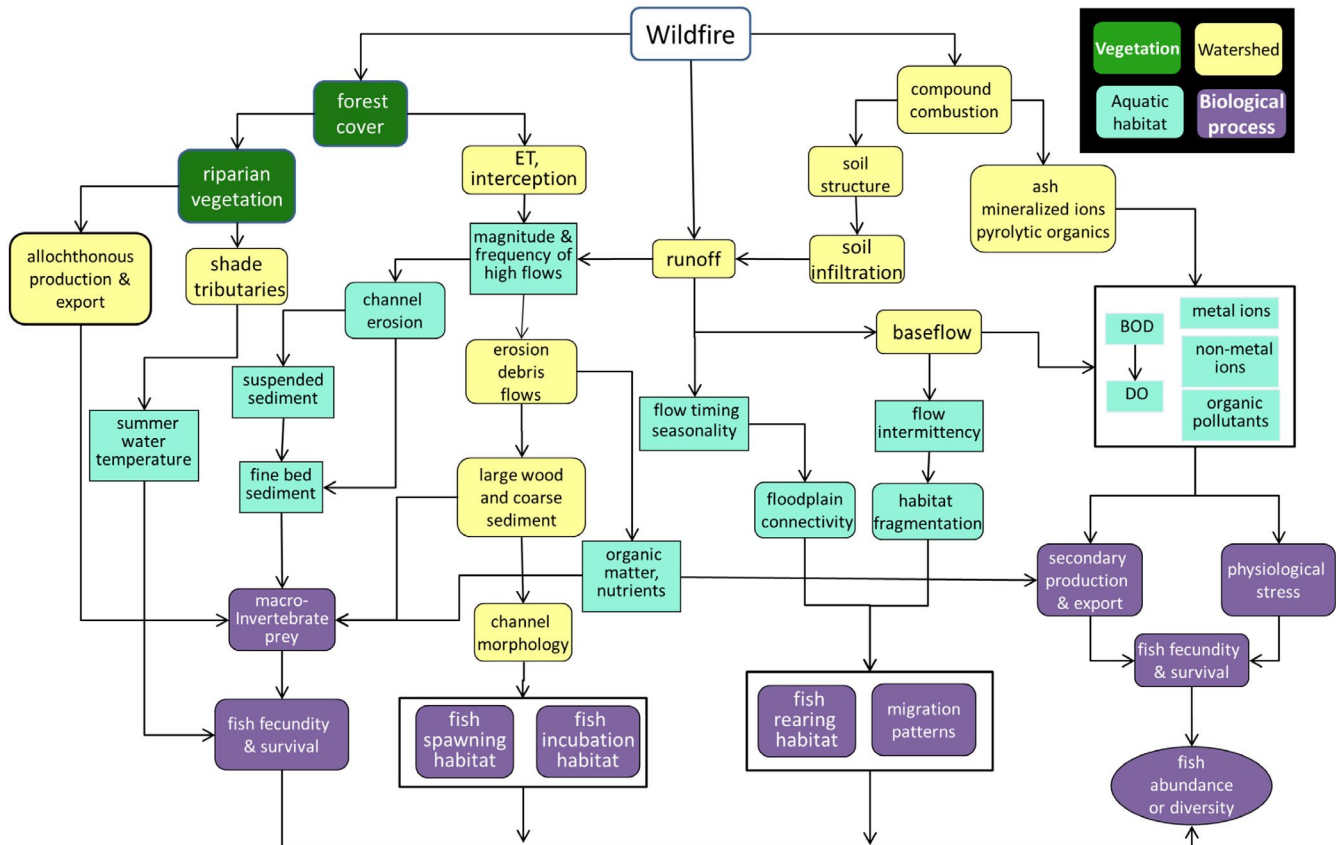 Wildfire
Vegetation
Watershed
Aquatic
habitat
Biological
process
forest
cover
compound
combustion
riparian
vegetation
ET,
interception
soil
structure
ash
mineralized ions
pyrolytic organics
allochthonous
production &
export
shade
tributaries
magnitude &
frequency of
high flows
runoff
soil
infiltration
channel
erosion
erosion
debris
flows
baseflow
BOD
DO
metal ions
non-metal
ions
organic
pollutants
suspended
sediment
summer
water
temperature
flow timing
seasonality
flow
intermittency
fine bed
sediment
large wood
and coarse
sediment
floodplain
connectivity
habitat
fragmentation
organic
matter,
nutrients
secondary
production
& export
physiological
stress
macro-
Invertebrate
prey
channel
morphology
fish fecundity
& survival
fish fecundity
& survival
fish
spawning
habitat
fish
incubation
habitat
fish
rearing
habitat
migration
patterns
fish
abundance
or diversity